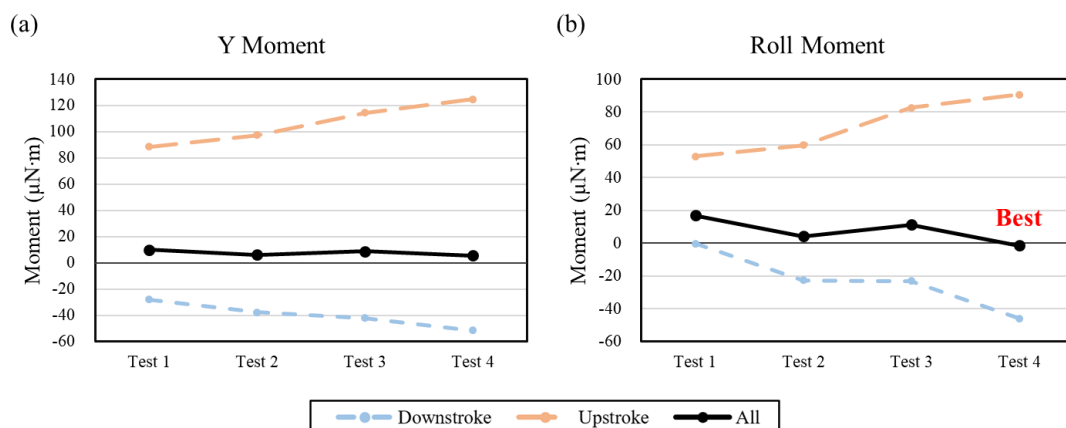 (a)
Y Moment
Moment (µN·m)
140
120
100
80
60
40
20
0
-20
-40
-60
Test 1 Test 2 Test 3 Test 4
(b)
Roll Moment
Moment (µN·m)
100
80
60
40
20
0
-20
-40
-60
Best
Test 1 Test 2 Test 3 Test 4
Downstroke Upstroke All